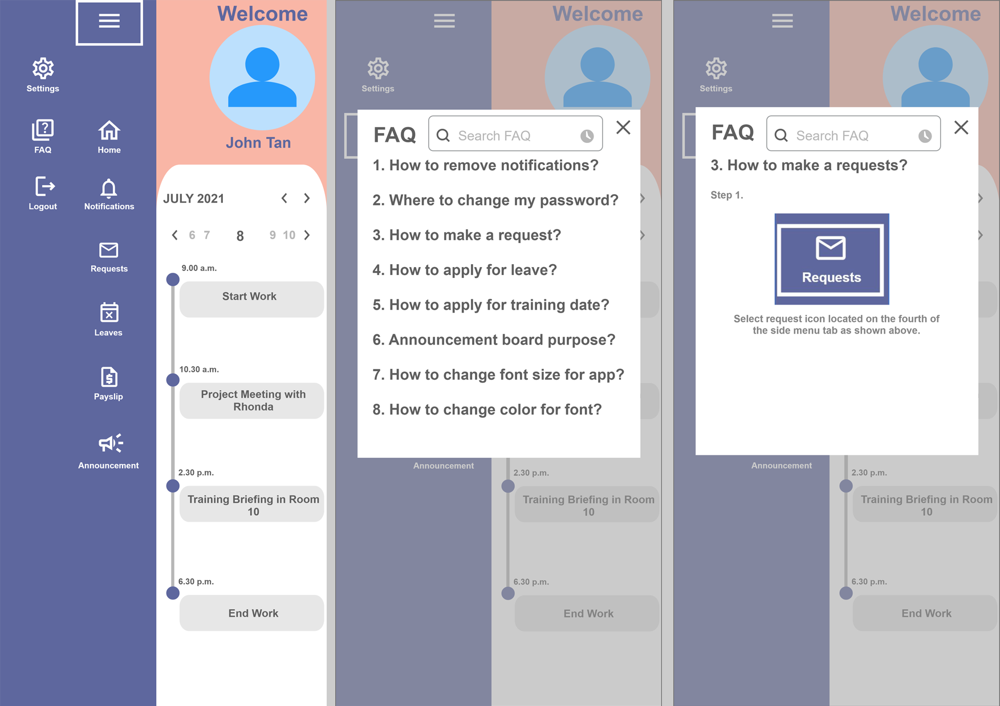 Welcome
Settings
FAQ
Home
John Tan
Logout
Notifications
JULY 2021
6 7 8 9 10
Requests
9.00 a.m.
Start Work
Leaves
10.30 a.m.
Payslip
Project Meeting with
Rhonda
Announcement
2.30 p.m.
Training Briefing in Room
10
6.30 p.m.
End Work
Welcome
Settings
FAQ
Search FAQ
1. How to remove notifications?
2. Where to change my password?
3. How to make a request?
4. How to apply for leave?
5. How to apply for training date?
6. Announcement board purpose?
7. How to change font size for app?
8. How to change color for font?
Announcement
2.30 p.m.
Training Briefing in Room
10
6.30 p.m.
End Work
Welcome
Settings
FAQ
Search FAQ
3. How to make a requests?
Step 1.
Requests
Select request icon located on the fourth of
the side menu tab as shown above.
Announcement
2.30 p.m.
Training Briefing in Room
10
6.30 p.m.
End Work